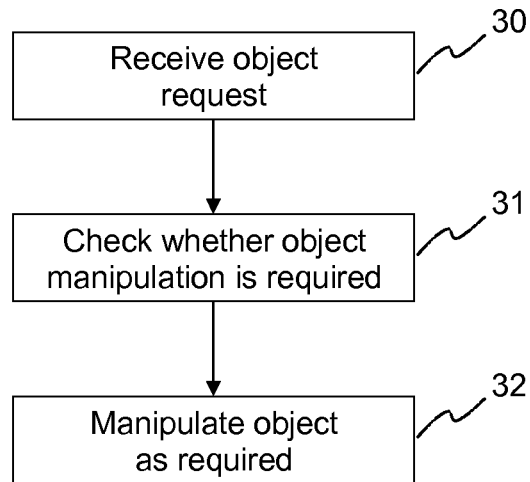 30
Receive object
request
31
Check whether object
manipulation is required
32
Manipulate object
as required